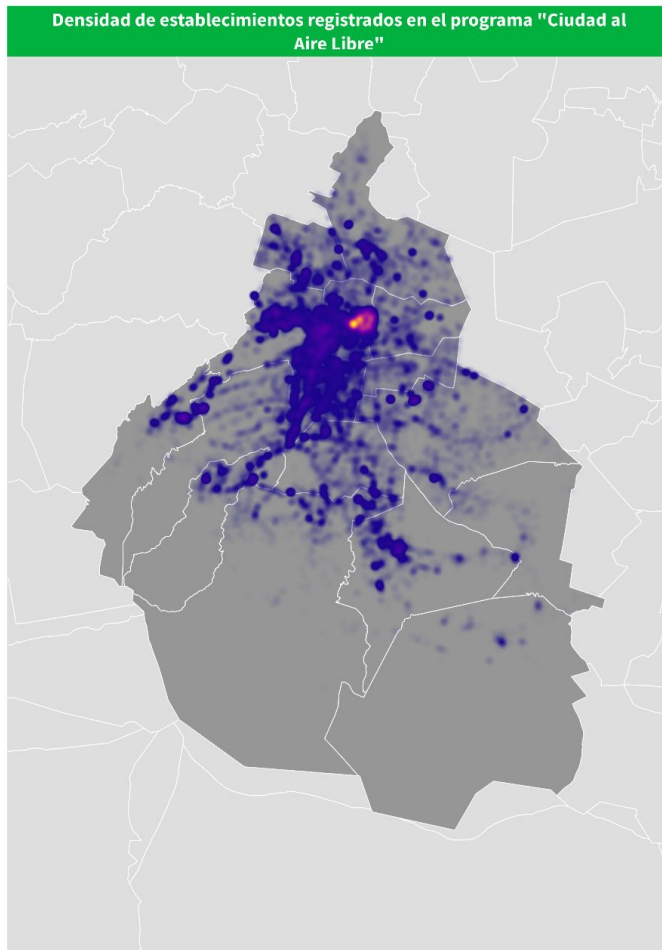 Densidad de establecimientos registrados en el programa "Ciudad al
Aire Libre"